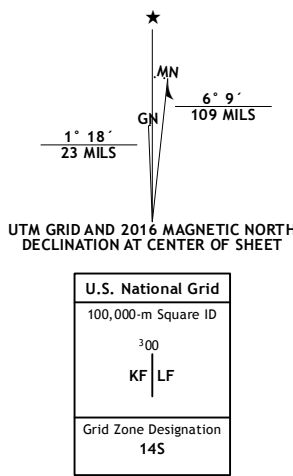 ★
MN
GN
6° 9´
109 MILS
1° 18´
23 MILS
UTM GRID AND 2016 MAGNETIC NORTH
DECLINATION AT CENTER OF SHEET
U.S. National Grid
100,000-m Square ID
³00
KF LF
Grid Zone Designation
14S